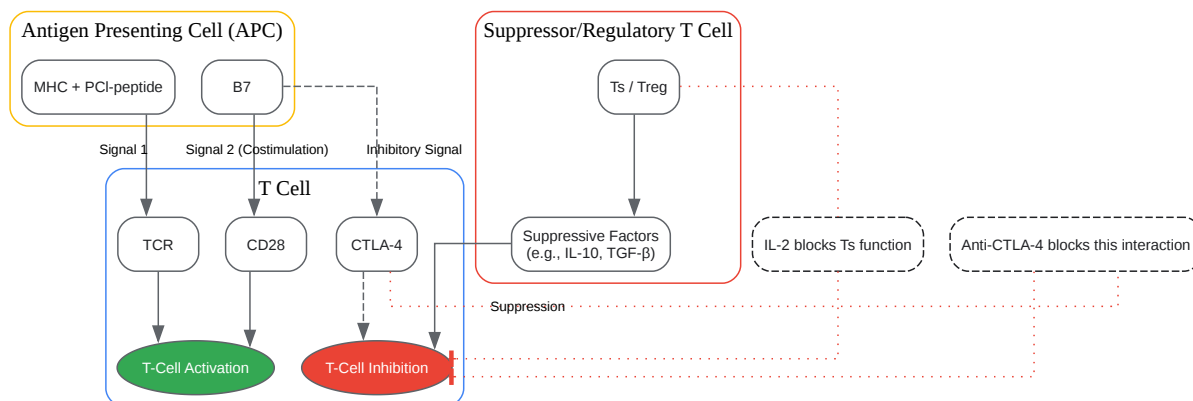 Antigen Presenting Cell (APC)
Suppressor/Regulatory T Cell
MHC + PCl-peptide
B7
Ts / Treg
Signal 1
Signal 2 (Costimulation)
Inhibitory Signal
T Cell
TCR
CD28
CTLA-4
Suppressive Factors
(e.g., IL-10, TGF-β)
IL-2 blocks Ts function
Anti-CTLA-4 blocks this interaction
Suppression
T-Cell Activation
T-Cell Inhibition